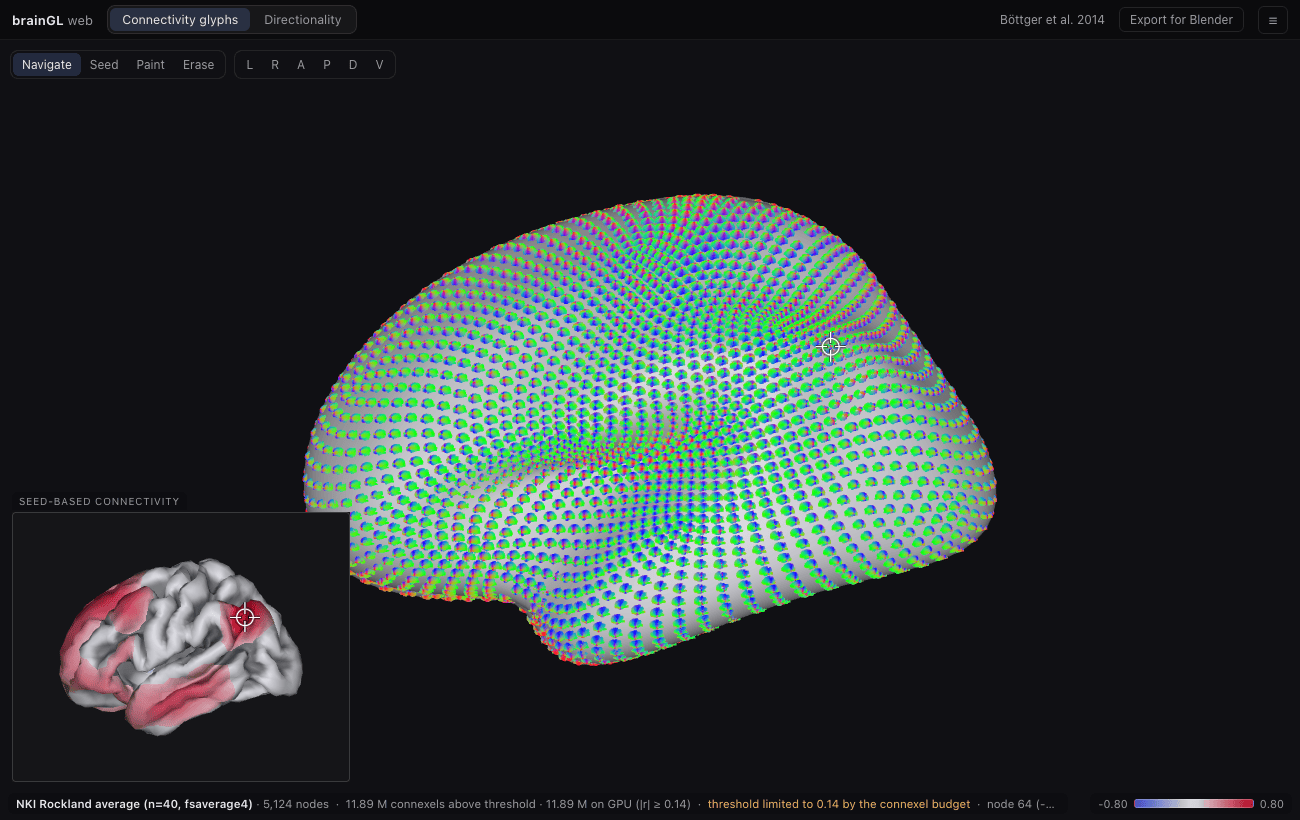 brainGL web Connectivity glyphs Directionality Böttger et al. 2014 Export for Blender
Navigate Seed Paint Erase L R A P D V
SEED-BASED CONNECTIVITY
NKI Rockland average (n=40, fsaverage4) · 5,124 nodes · 11.89 M connexels above threshold · 11.89 M on GPU (|r| ≥ 0.14) · threshold limited to 0.14 by the connexel budget · node 64 (-… -0.80 0.80